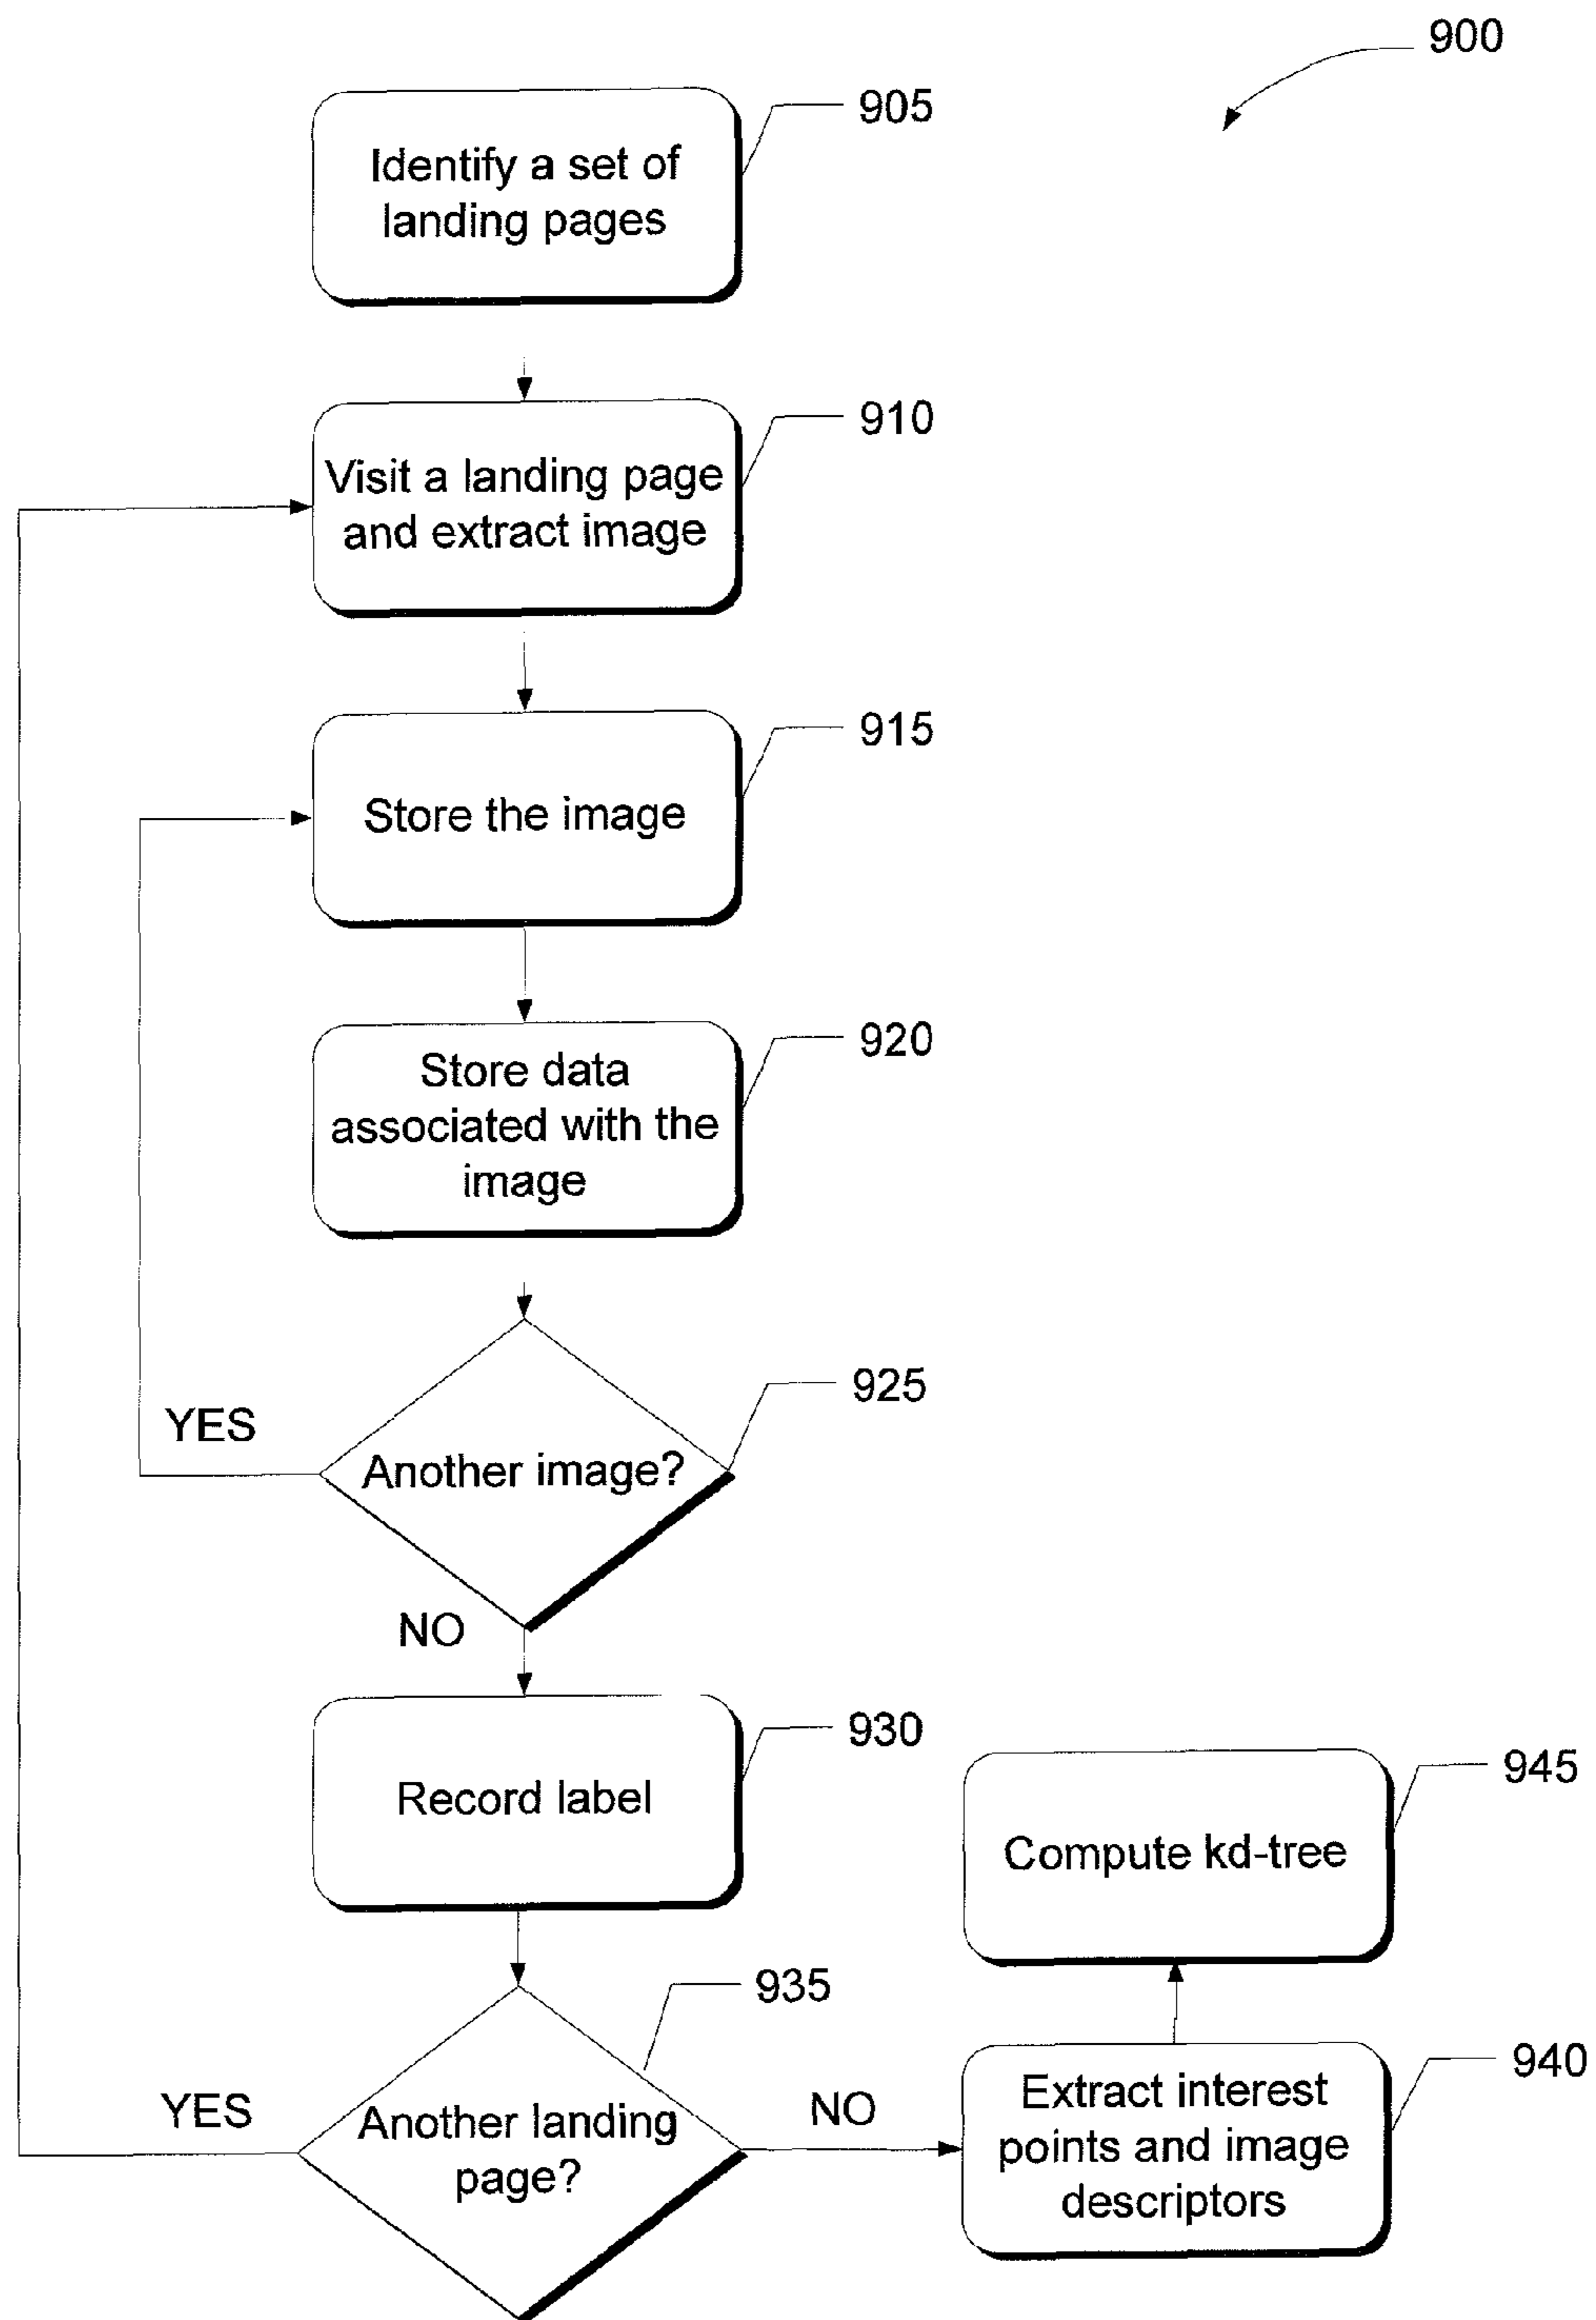 900
905
Identify a set of
landing pages
910
Visit a landing page
and extract image
915
Store the image
920
Store data
associated with the
image
925
YES
Another image?
NO
930
Record label
945
Compute kd-tree
935
940
YES
Another landing
page?
NO
Extract interest
points and image
descriptors